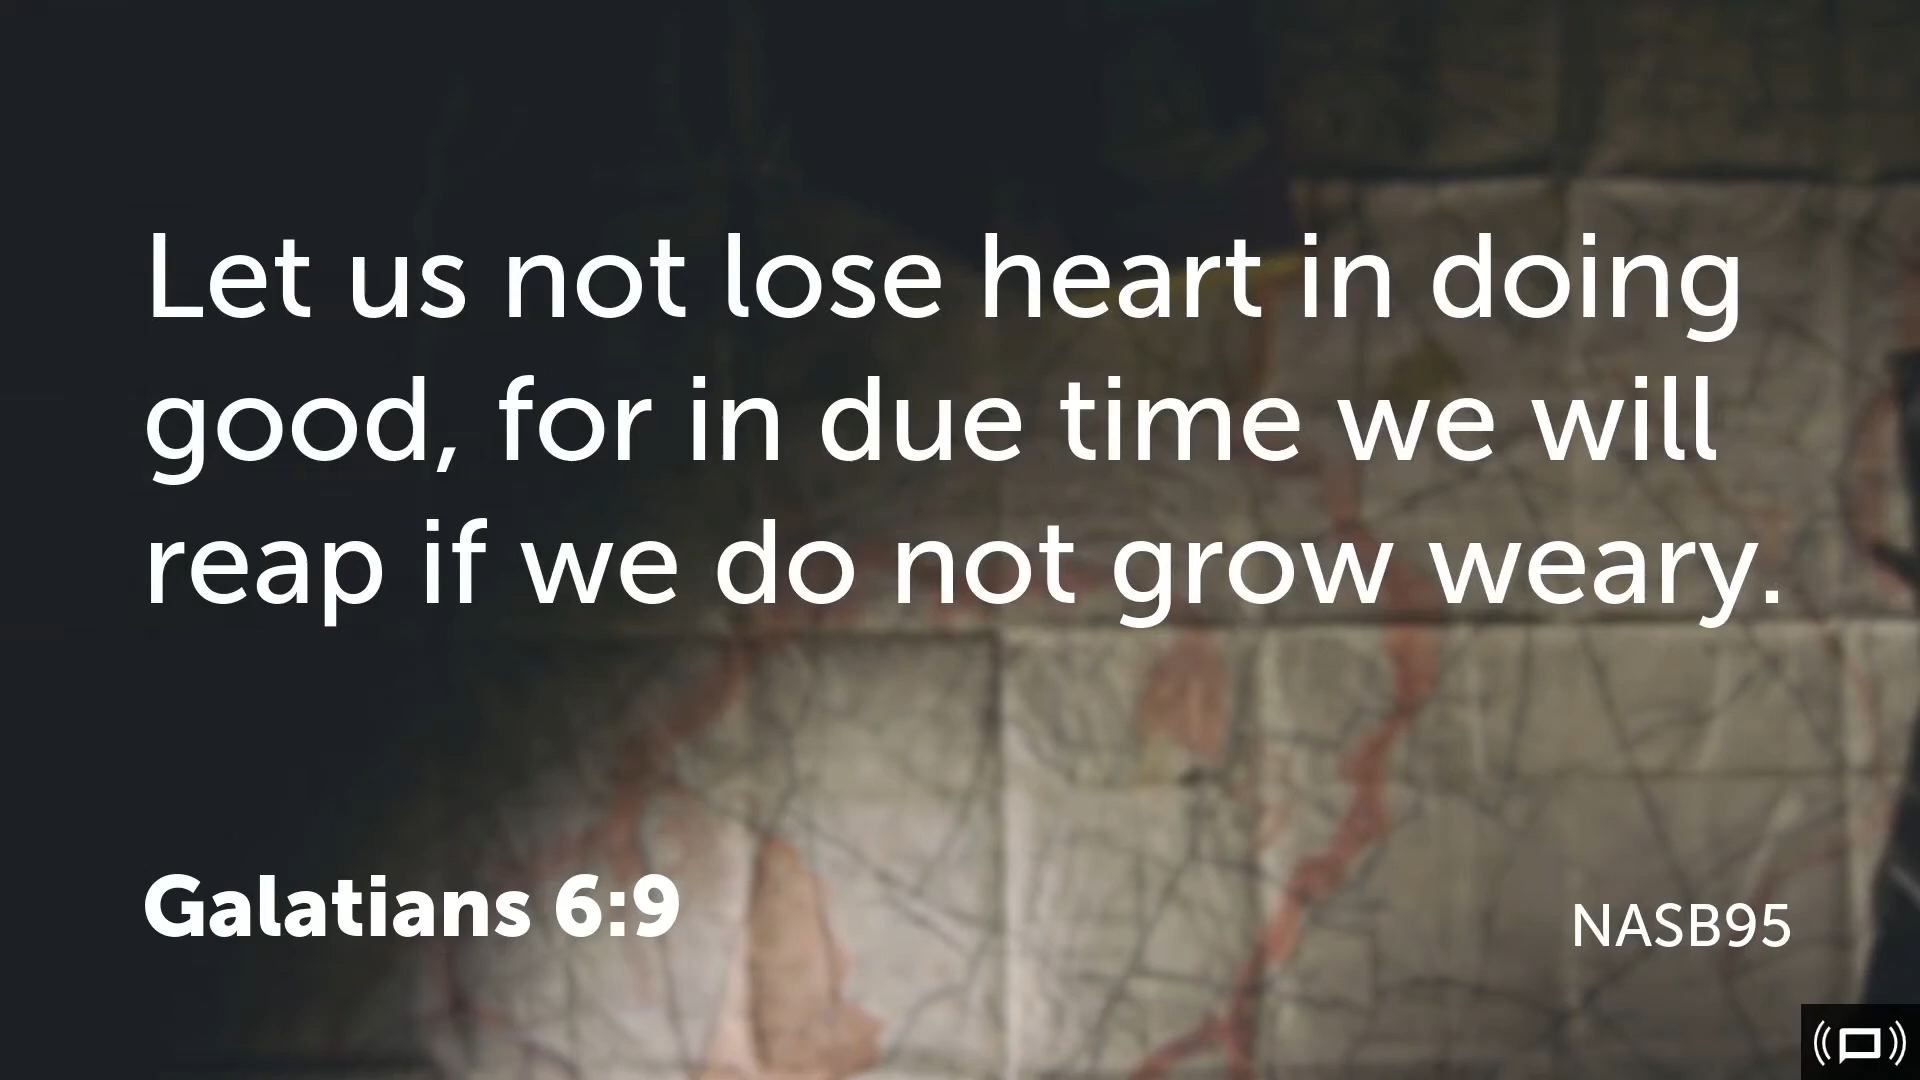 Let us not lose heart in doing
good, for in due time we will
reap if we do not grow weary.
Galatians 6:9
NASB95